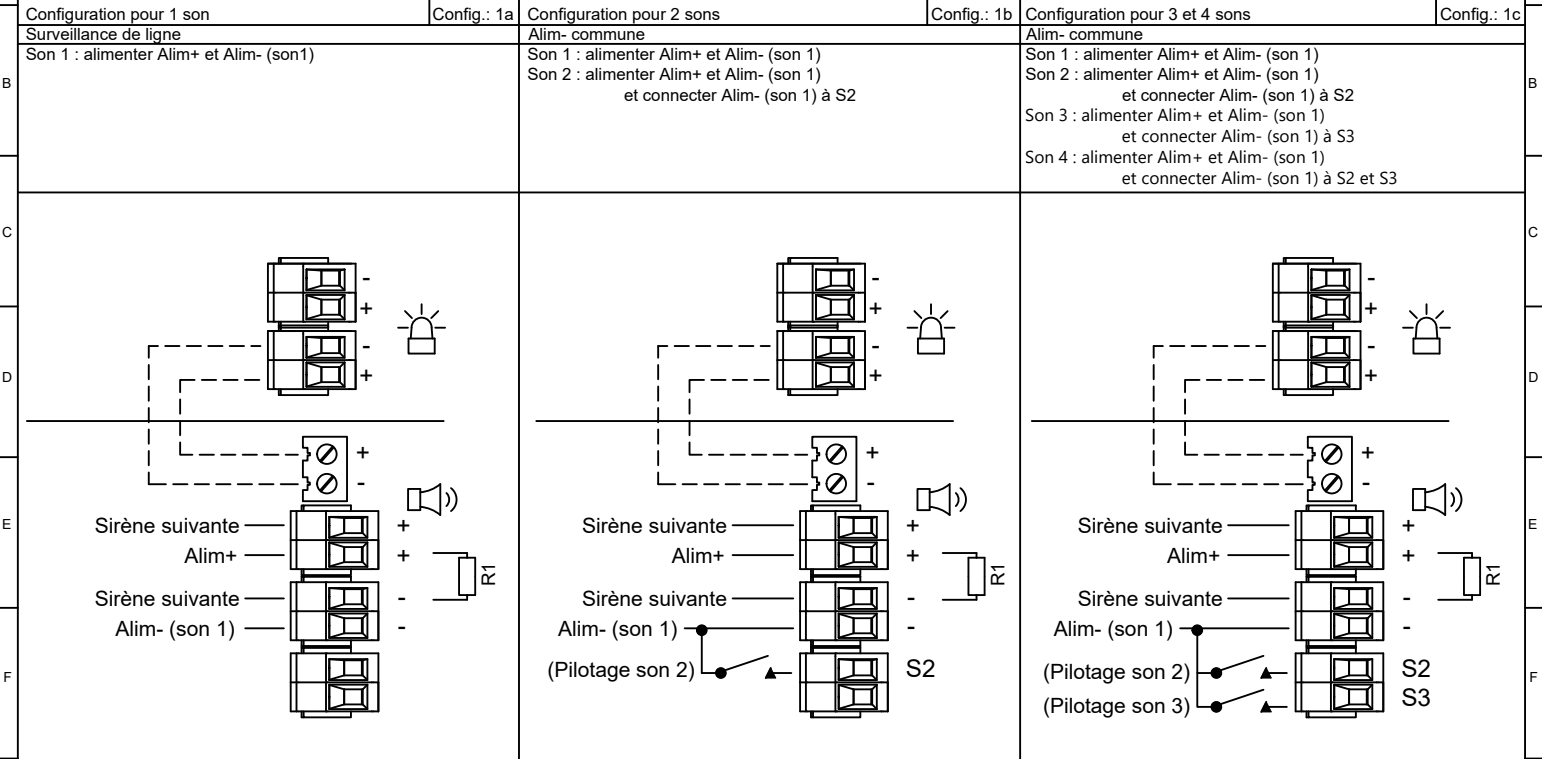 Configuration pour 1 son
Config.: 1a
Surveillance de ligne
Son 1 : alimenter Alim+ et Alim- (son1)
Configuration pour 2 sons
Config.: 1b
Alim- commune
Son 1 : alimenter Alim+ et Alim- (son 1)
Son 2 : alimenter Alim+ et Alim- (son 1)
et connecter Alim- (son 1) à S2
Configuration pour 3 et 4 sons
Config.: 1c
Alim- commune
Son 1 : alimenter Alim+ et Alim- (son 1)
Son 2 : alimenter Alim+ et Alim- (son 1)
et connecter Alim- (son 1) à S2
Son 3 : alimenter Alim+ et Alim- (son 1)
et connecter Alim- (son 1) à S3
Son 4 : alimenter Alim+ et Alim- (son 1)
et connecter Alim- (son 1) à S2 et S3
B
C
D
E
F
-
+
-
+
+
-
Sirène suivante +
Alim+ +
R1
Sirène suivante -
Alim- (son 1) -
-
+
-
+
+
-
Sirène suivante +
Alim+ +
R1
Sirène suivante -
Alim- (son 1) -
(Pilotage son 2) S2
-
+
-
+
+
-
Sirène suivante +
Alim+ +
R1
Sirène suivante -
Alim- (son 1) -
(Pilotage son 2) S2
(Pilotage son 3) S3
B
C
D
E
F